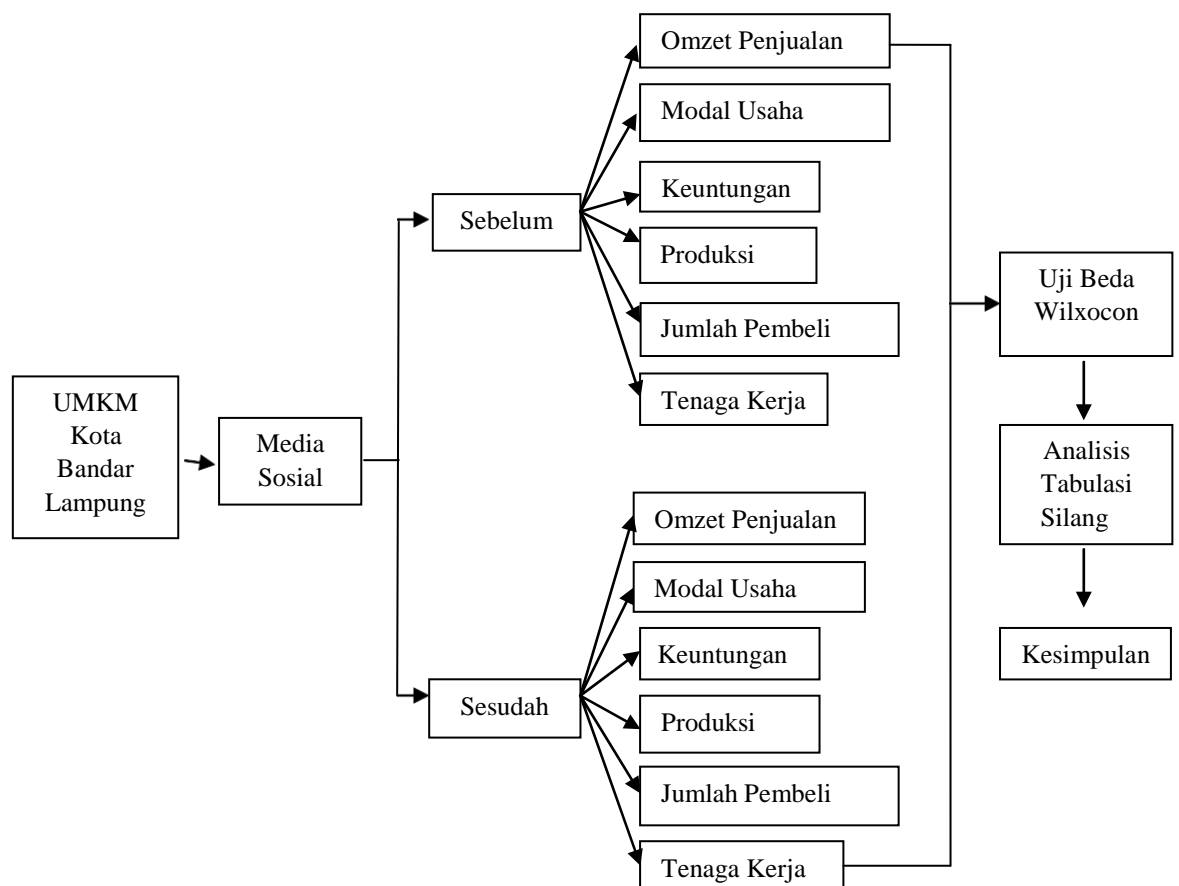 UMKM
Kota
Bandar
Lampung
Media
Sosial
Sebelum
Omzet Penjualan
Modal Usaha
Keuntungan
Produksi
Jumlah Pembeli
Tenaga Kerja
Sesudah
Omzet Penjualan
Modal Usaha
Keuntungan
Produksi
Jumlah Pembeli
Tenaga Kerja
Uji Beda
Wilxocon
Analisis
Tabulasi
Silang
Kesimpulan